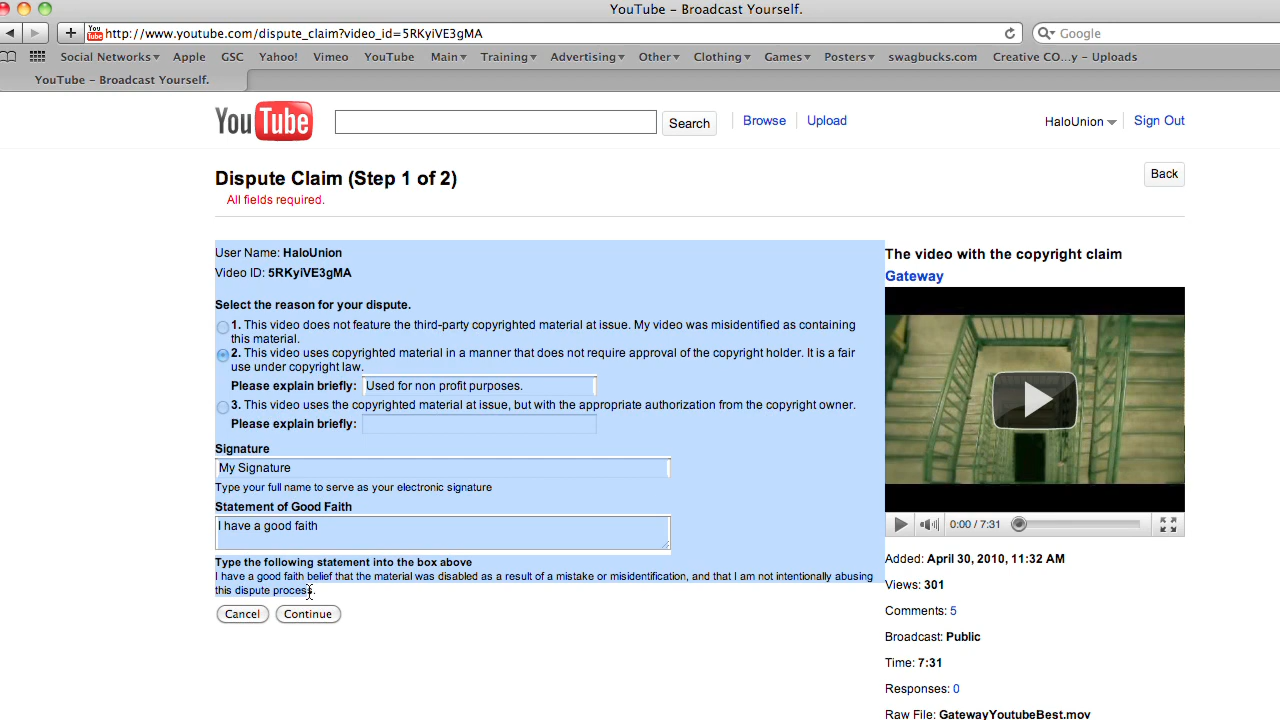 YouTube - Broadcast Yourself.
http://www.youtube.com/dispute_claim?video_id=5RKyiVE3gMA
Google
Social Networks Apple GSC Yahoo! Vimeo YouTube Main Training Advertising Other Clothing Games Posters swagbucks.com Creative CO...y - Uploads
YouTube - Broadcast Yourself.
YouTube
Search
Browse
Upload
HaloUnion
Sign Out
Dispute Claim (Step 1 of 2)
Back
All fields required.
User Name: HaloUnion
Video ID: 5RKyiVE3gMA
Select the reason for your dispute.
1. This video does not feature the third-party copyrighted material at issue. My video was misidentified as containing
this material.
2. This video uses copyrighted material in a manner that does not require approval of the copyright holder. It is a fair
use under copyright law.
Please explain briefly: Used for non profit purposes.
3. This video uses the copyrighted material at issue, but with the appropriate authorization from the copyright owner.
Please explain briefly:
Signature
My Signature
Type your full name to serve as your electronic signature
Statement of Good Faith
I have a good faith
Type the following statement into the box above
I have a good faith belief that the material was disabled as a result of a mistake or misidentification, and that I am not intentionally abusing
this dispute process.
Cancel
Continue
The video with the copyright claim
Gateway
0:00 / 7:31
Added: April 30, 2010, 11:32 AM
Views: 301
Comments: 5
Broadcast: Public
Time: 7:31
Responses: 0
Raw File: GatewayYoutubeBest.mov